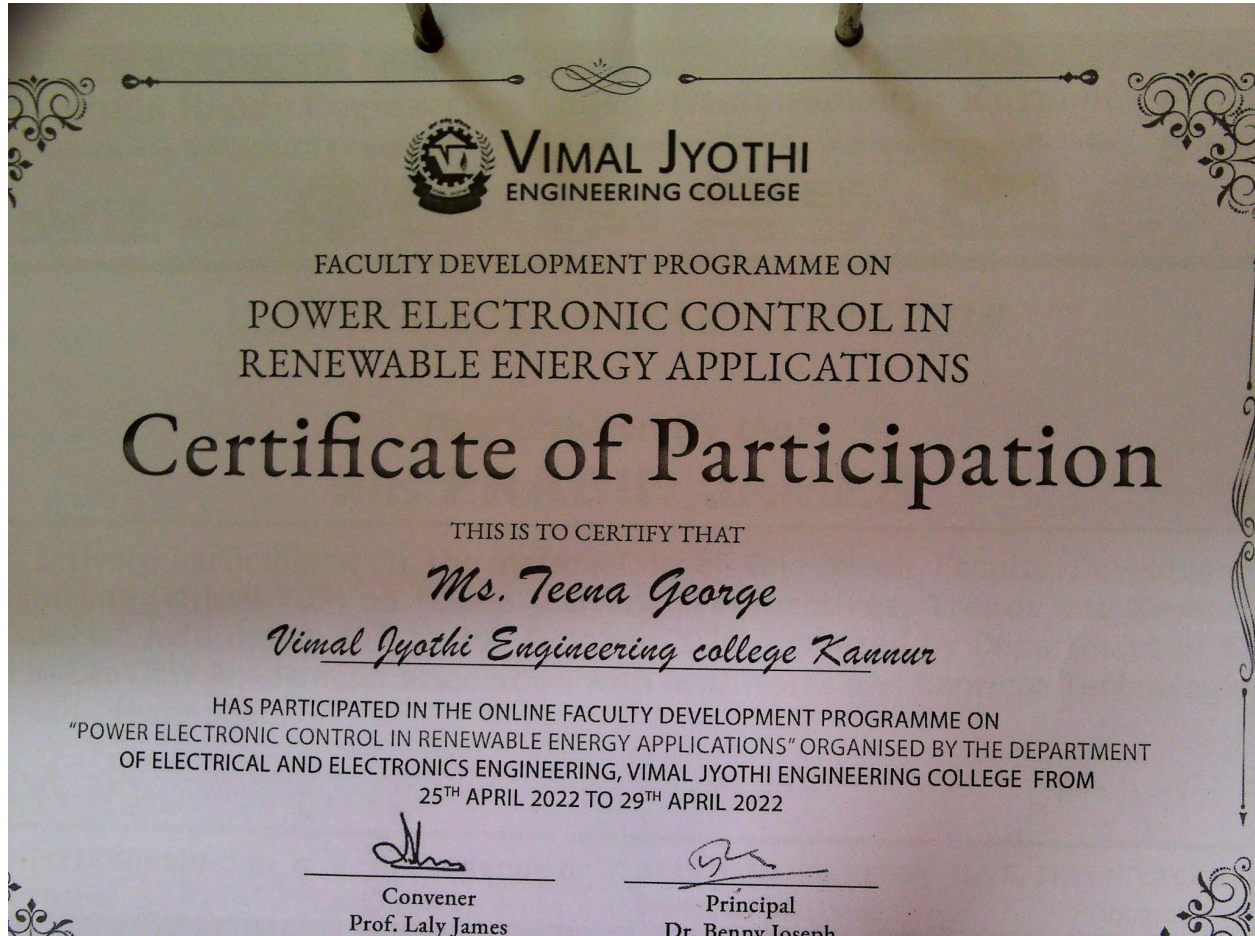 VIMAL JYOTHI
ENGINEERING COLLEGE
FACULTY DEVELOPMENT PROGRAMME ON
POWER ELECTRONIC CONTROL IN
RENEWABLE ENERGY APPLICATIONS
Certificate of Participation
THIS IS TO CERTIFY THAT
Ms. Teena George
Vimal Jyothi Engineering college Kannur
HAS PARTICIPATED IN THE ONLINE FACULTY DEVELOPMENT PROGRAMME ON
"POWER ELECTRONIC CONTROL IN RENEWABLE ENERGY APPLICATIONS" ORGANISED BY THE DEPARTMENT
OF ELECTRICAL AND ELECTRONICS ENGINEERING, VIMAL JYOTHI ENGINEERING COLLEGE FROM
25TH APRIL 2022 TO 29TH APRIL 2022
Convener
Prof. Laly James
Principal
Dr. Benny Joseph